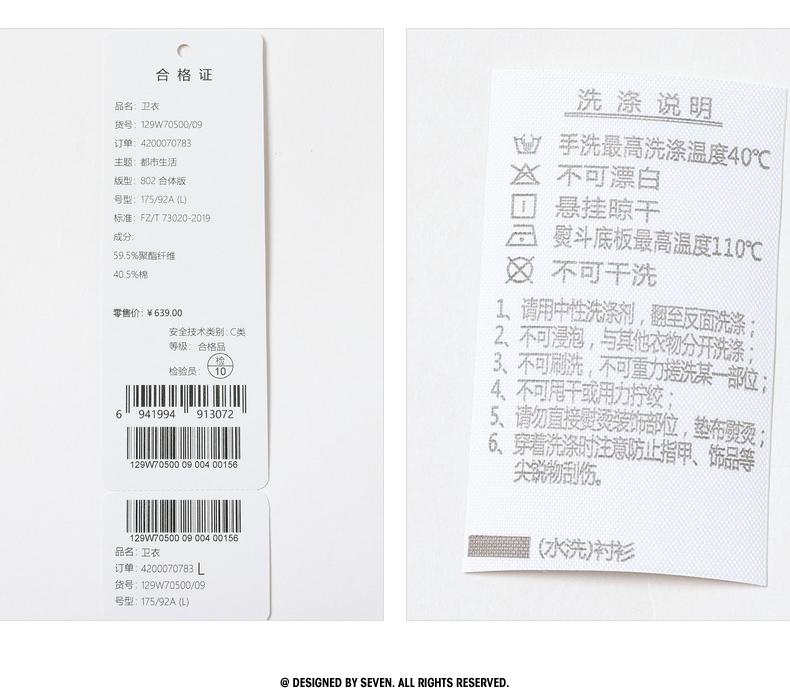 合格证
品名: 卫衣
货号: 129W70500/09
订单: 4200070783
主题: 都市生活
版型: 802 合体版
号型: 175/92A (L)
标准: FZ/T 73020-2019
成分:
59.5%聚酯纤维
40.5%棉
零售价: ¥ 639.00
安全技术类别: C类
等级: 合格品
检验员: 检 10
6 941994 913072
129W70500 09 004 00156
129W70500 09 004 00156
品名: 卫衣
订单: 4200070783 L
货号: 129W70500/09
号型: 175/92A (L)
洗涤说明
手洗最高洗涤温度40℃
不可漂白
悬挂晾干
熨斗底板最高温度110℃
不可干洗
1、请用中性洗涤剂，翻至反面洗涤；
2、不可浸泡，与其他衣物分开洗涤；
3、不可刷洗，不可重力搓洗某一部位；
4、不可甩干或用力拧绞；
5、请勿直接熨烫装饰部位，垫布熨烫；
6、穿着洗涤时注意防止指甲、饰品等
尖锐物刮伤。
(水洗)衬衫
@ DESIGNED BY SEVEN. ALL RIGHTS RESERVED.